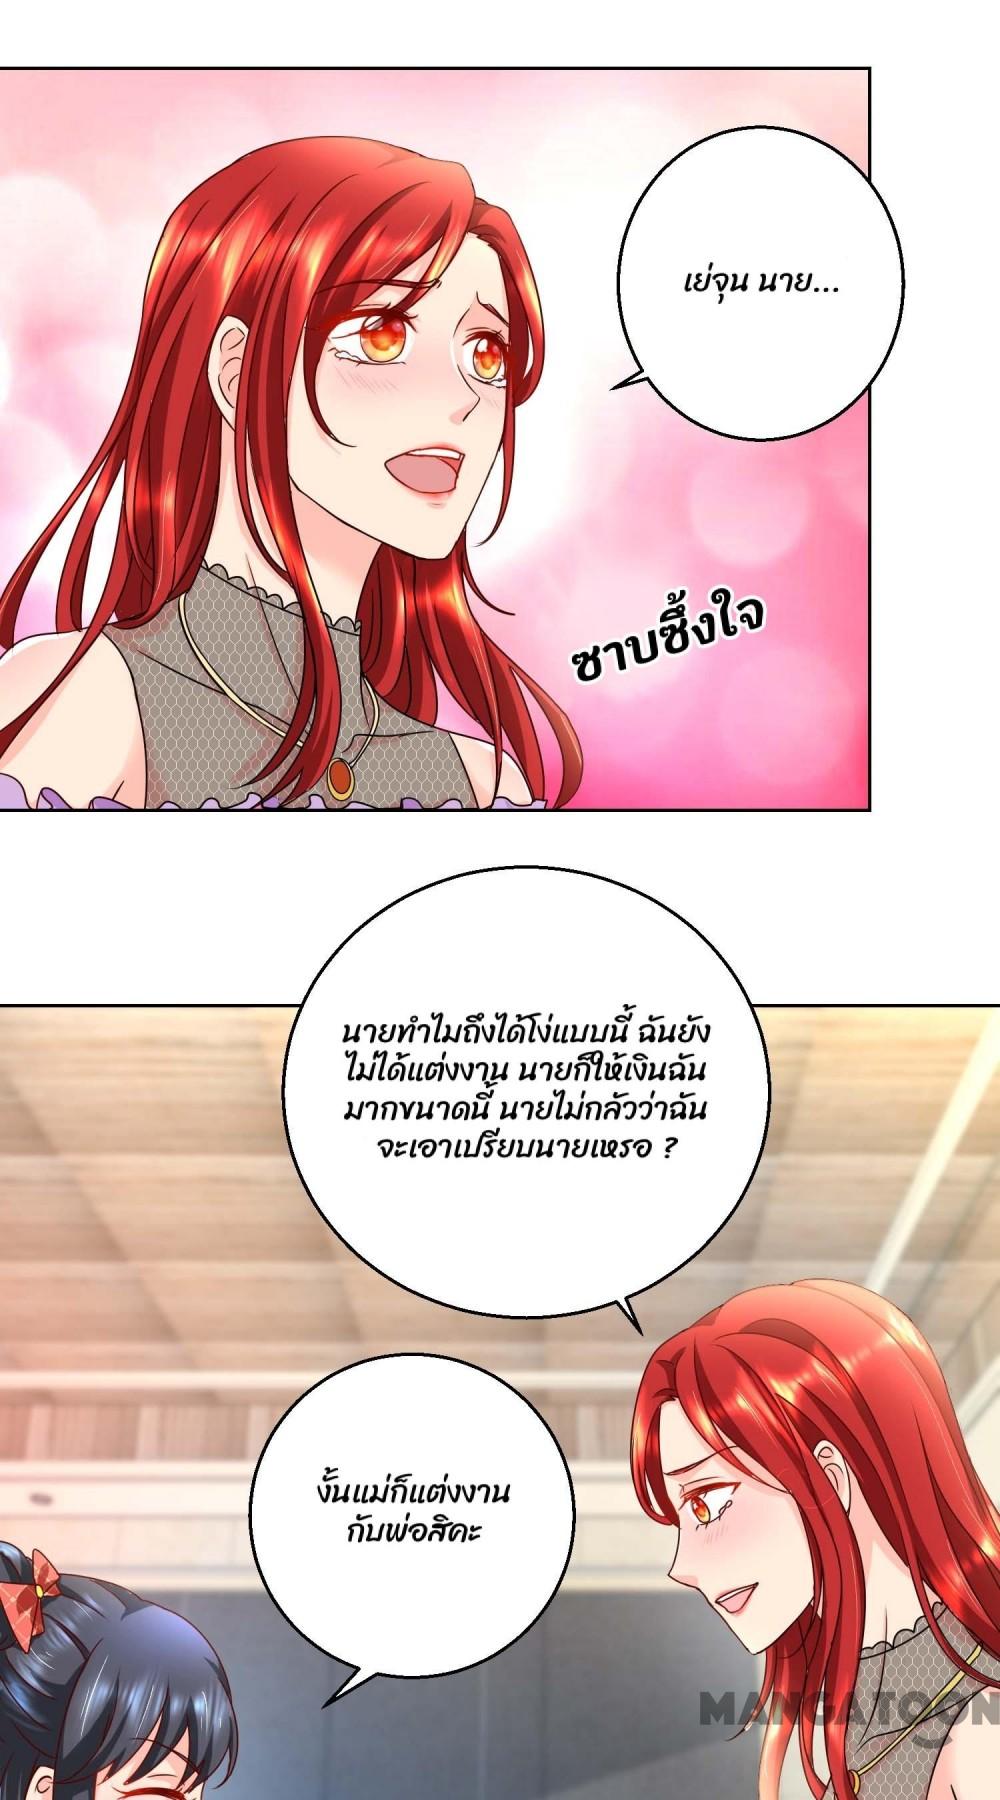 เย่จุน นาย...
ซาบซึ้งใจ
นายทำไมถึงได้โง่แบบนี้ ฉันยัง
ไม่ได้แต่งงาน นายก็ให้เงินฉัน
มากขนาดนี้ นายไม่กลัวว่าฉัน
จะเอาเปรียบนายเหรอ ?
งั้นแม่ก็แต่งงาน
กับพ่อสิคะ
MANGATOON